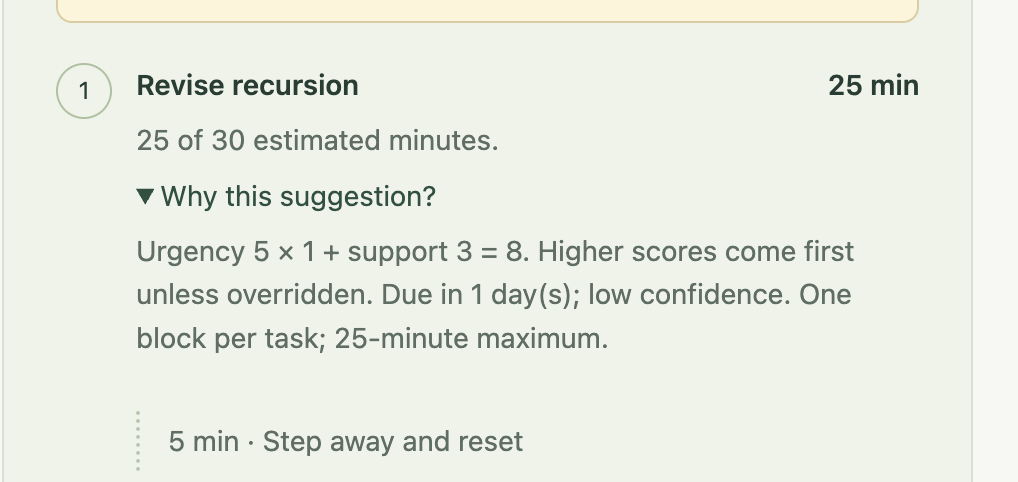 1
Revise recursion
25 min
25 of 30 estimated minutes.
▼ Why this suggestion?
Urgency 5 × 1 + support 3 = 8. Higher scores come first
unless overridden. Due in 1 day(s); low confidence. One
block per task; 25-minute maximum.
5 min · Step away and reset